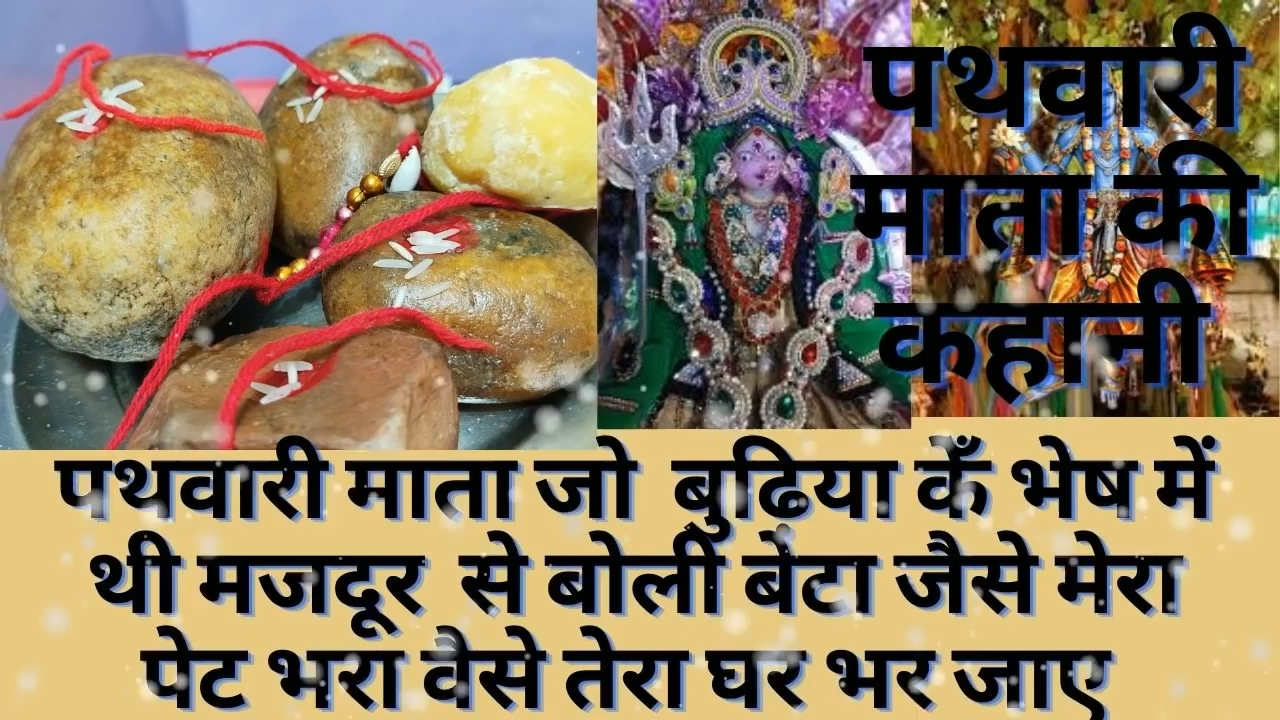 पथवारी
माता की
कहानी
पथवारी माता जो बुढिया कें भेष में
थी मजदूर से बोली बेटा जैसे मेरा
पेट भरा वैसे तेरा घर भर जाए